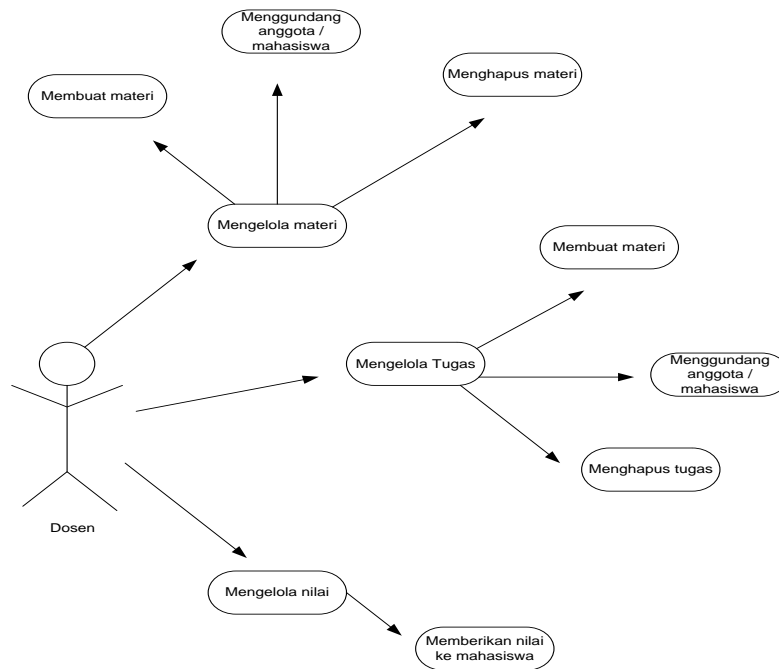 Menggundang
anggota /
mahasiswa
Membuat materi
Menghapus materi
Mengelola materi
Membuat materi
Mengelola Tugas
Menggundang
anggota /
mahasiswa
Menghapus tugas
Dosen
Mengelola nilai
Memberikan nilai
ke mahasiswa